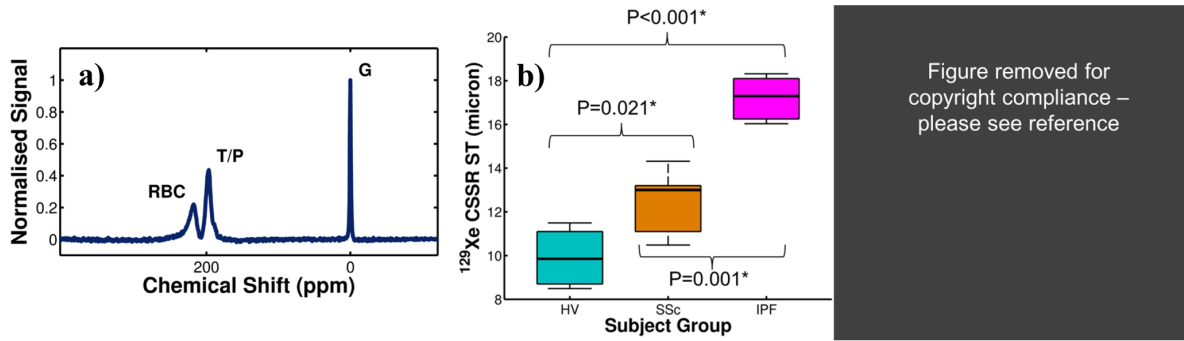 a)
G
T/P
RBC
Normalised Signal
1
0.8
0.6
0.4
0.2
0
200
0
Chemical Shift (ppm)
b)
P<0.001*
P=0.021*
P=0.001*
129Xe CSSR ST (micron)
20
18
16
14
12
10
8
HV
SSc
IPF
Subject Group
Figure removed for
copyright compliance –
please see reference